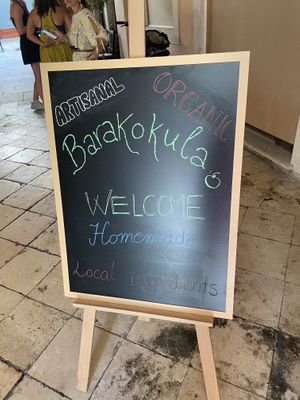 ARTISANAL
ORGANIC
Barakokula
WELCOME
Homemade
Local ingredients